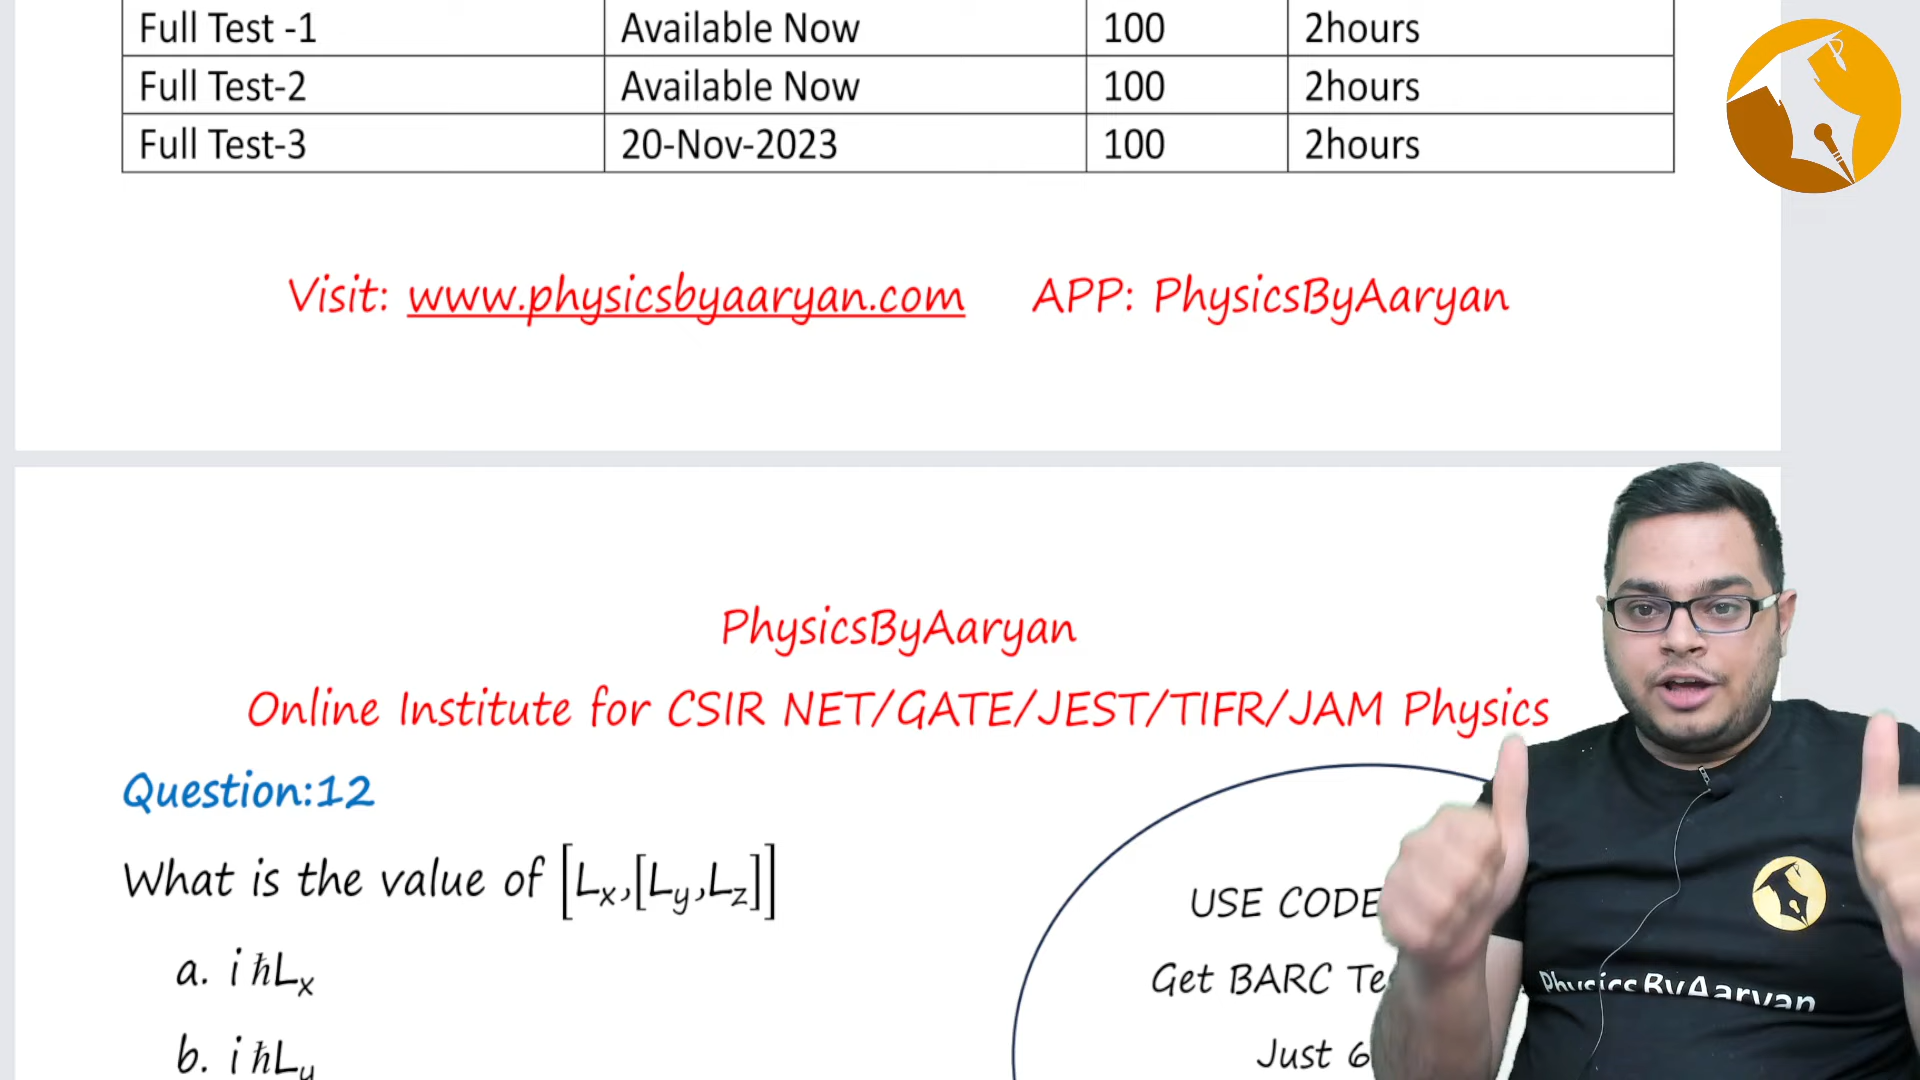 Full Test -1 Available Now 100 2hours
Full Test-2 Available Now 100 2hours
Full Test-3 20-Nov-2023 100 2hours
Visit: www.physicsbyaaryan.com APP: PhysicsByAaryan
PhysicsByAaryan
Online Institute for CSIR NET/GATE/JEST/TIFR/JAM Physics
Question:12
What is the value of [Lx,[Ly,Lz]]
USE CODE
a. iħLx
Get BARC Te
b. iħLy
Just 6
PhysicsByAaryan